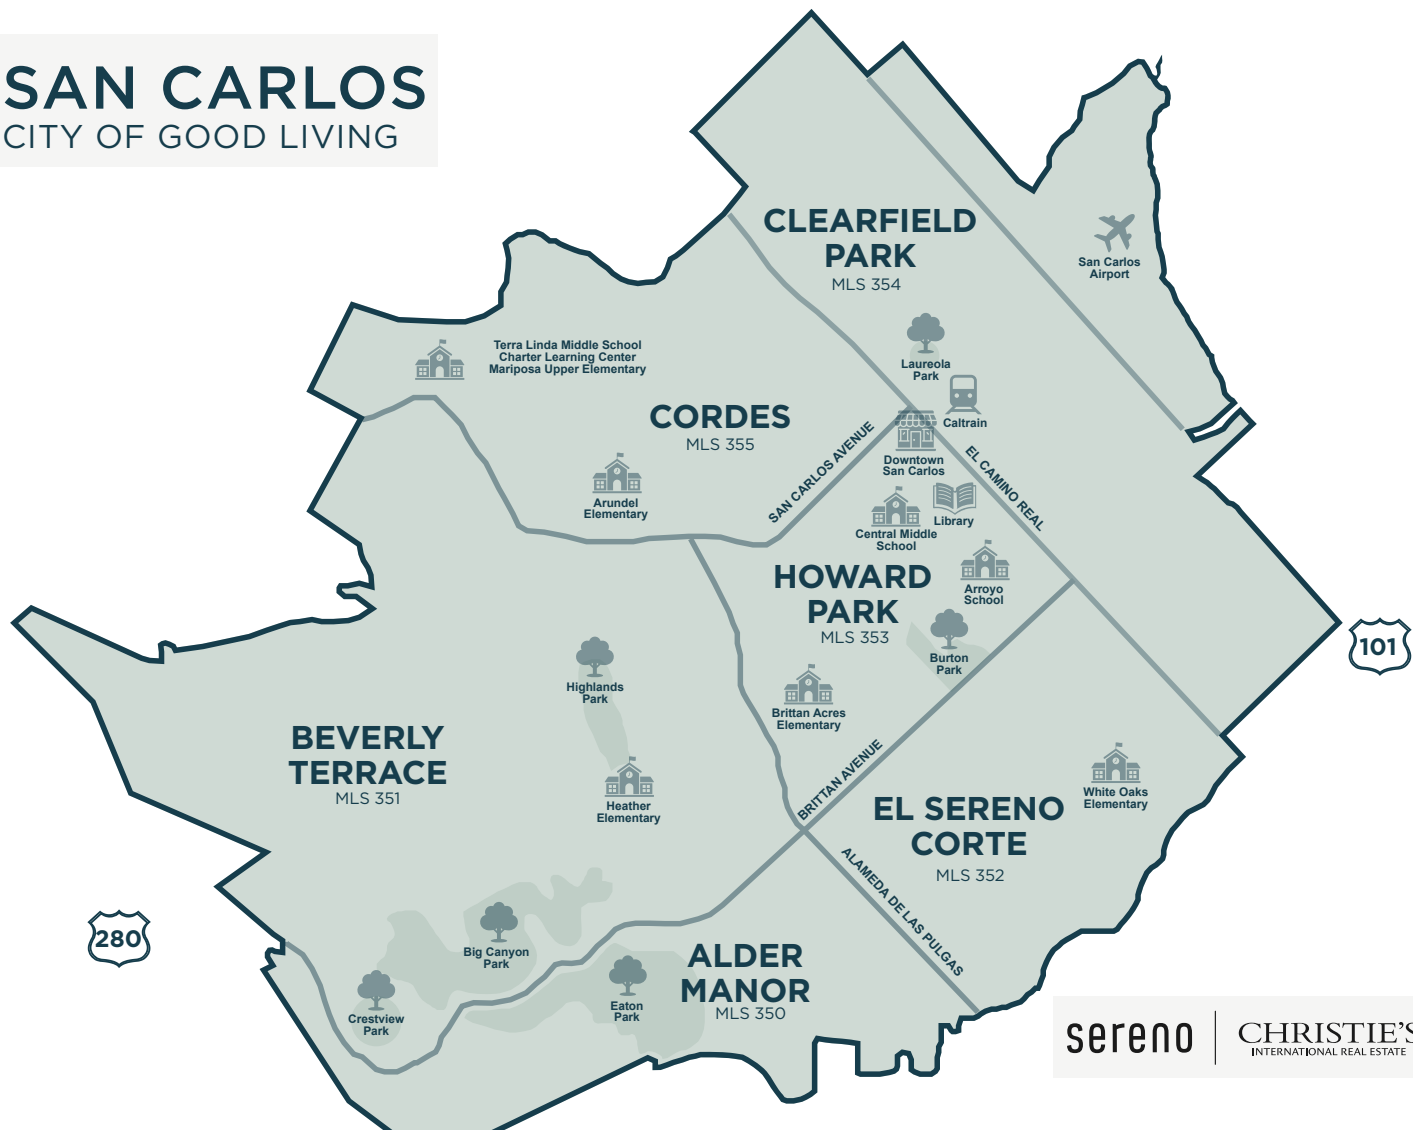 SAN CARLOS
CITY OF GOOD LIVING
CLEARFIELD
PARK
MLS 354
San Carlos
Airport
Laureola
Park
Caltrain
Terra Linda Middle School
Charter Learning Center
Mariposa Upper Elementary
CORDES
MLS 355
Arundel
Elementary
SAN CARLOS AVENUE
Downtown
San Carlos
EL CAMINO REAL
Library
Central Middle
School
HOWARD
PARK
MLS 353
Arroyo
School
Burton
Park
Brittan Acres
Elementary
101
Highlands
Park
BEVERLY
TERRACE
MLS 351
Heather
Elementary
BRITTAN AVENUE
White Oaks
Elementary
EL SERENO
CORTE
MLS 352
ALAMEDA DE LAS PULGAS
280
Big Canyon
Park
Crestview
Park
Eaton
Park
ALDER
MANOR
MLS 350
sereno
CHRISTIE'S
INTERNATIONAL REAL ESTATE